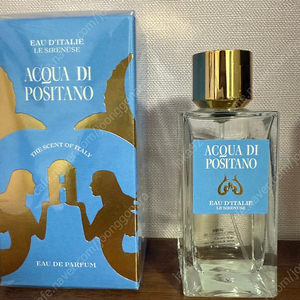 EAU D'ITALIE
LE SIRENUSE
ACQUA DI
POSITANO
THE SCENT OF ITALY
EAU DE PARFUM
ACQUA DI
POSITANO
EAU D'ITALIE
LE SIRENUSE